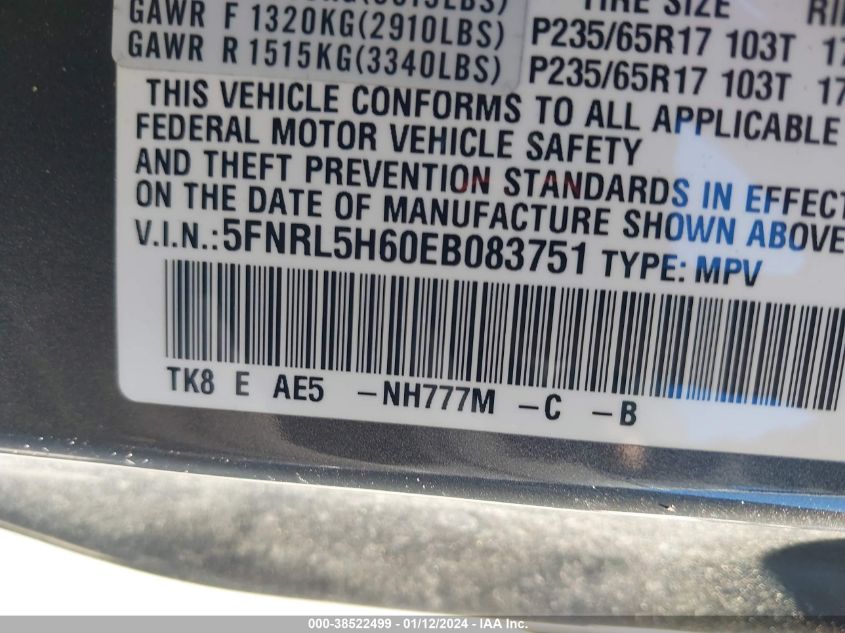 GAWR F 1320KG(2910LBS) P235/65R17 103T
GAWR R 1515KG(3340LBS) P235/65R17 103T
THIS VEHICLE CONFORMS TO ALL APPLICABLE
FEDERAL MOTOR VEHICLE SAFETY
AND THEFT PREVENTION STANDARDS IN EFFECT
ON THE DATE OF MANUFACTURE SHOWN ABOVE
V.I.N.:5FNRL5H60EB083751 TYPE: MPV
TK8 E AE5 -NH777M -C -B
000-38522499 - 01/12/2024 - IAA Inc.